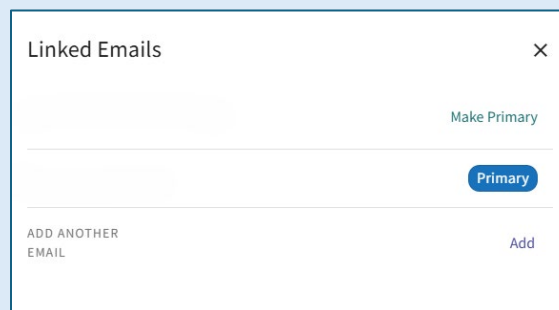 Linked Emails
Make Primary
Primary
ADD ANOTHER
EMAIL
Add